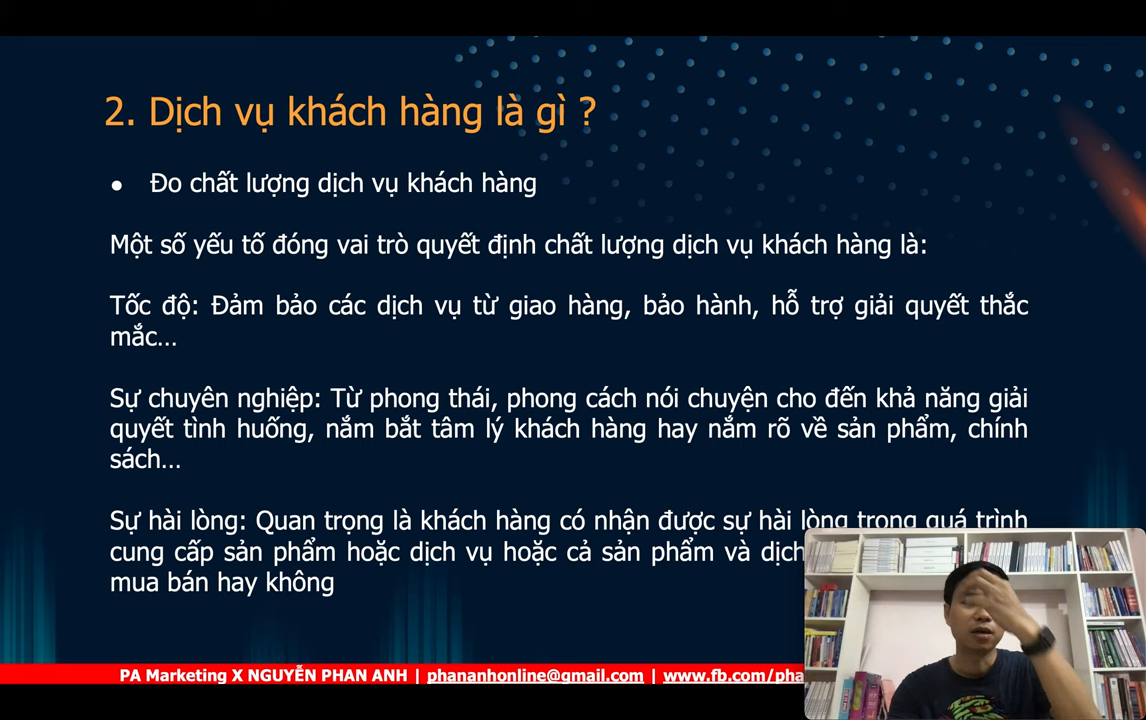 2. Dịch vụ khách hàng là gì ?
● Đo chất lượng dịch vụ khách hàng
Một số yếu tố đóng vai trò quyết định chất lượng dịch vụ khách hàng là:
Tốc độ: Đảm bảo các dịch vụ từ giao hàng, bảo hành, hỗ trợ giải quyết thắc
mắc...
Sự chuyên nghiệp: Từ phong thái, phong cách nói chuyện cho đến khả năng giải
quyết tình huống, nắm bắt tâm lý khách hàng hay nắm rõ về sản phẩm, chính
sách...
Sự hài lòng: Quan trọng là khách hàng có nhận được sự hài lòng trong quá trình
cung cấp sản phẩm hoặc dịch vụ hoặc cả sản phẩm và dịch
mua bán hay không
PA Marketing X NGUYỄN PHAN ANH | phananhonline@gmail.com | www.fb.com/pha